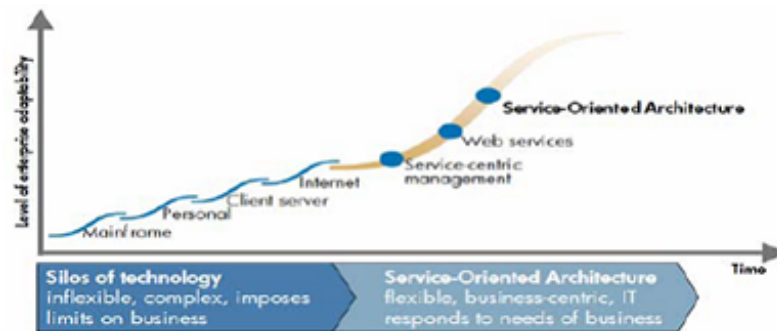 Level of enterprise adaptability
Service-Oriented Architecture
Web services
Service-centric
management
Internet
Client server
Personal
Mainframe
Time
Silos of technology
inflexible, complex, imposes
limits on business
Service-Oriented Architecture
flexible, business-centric, IT
responds to needs of business